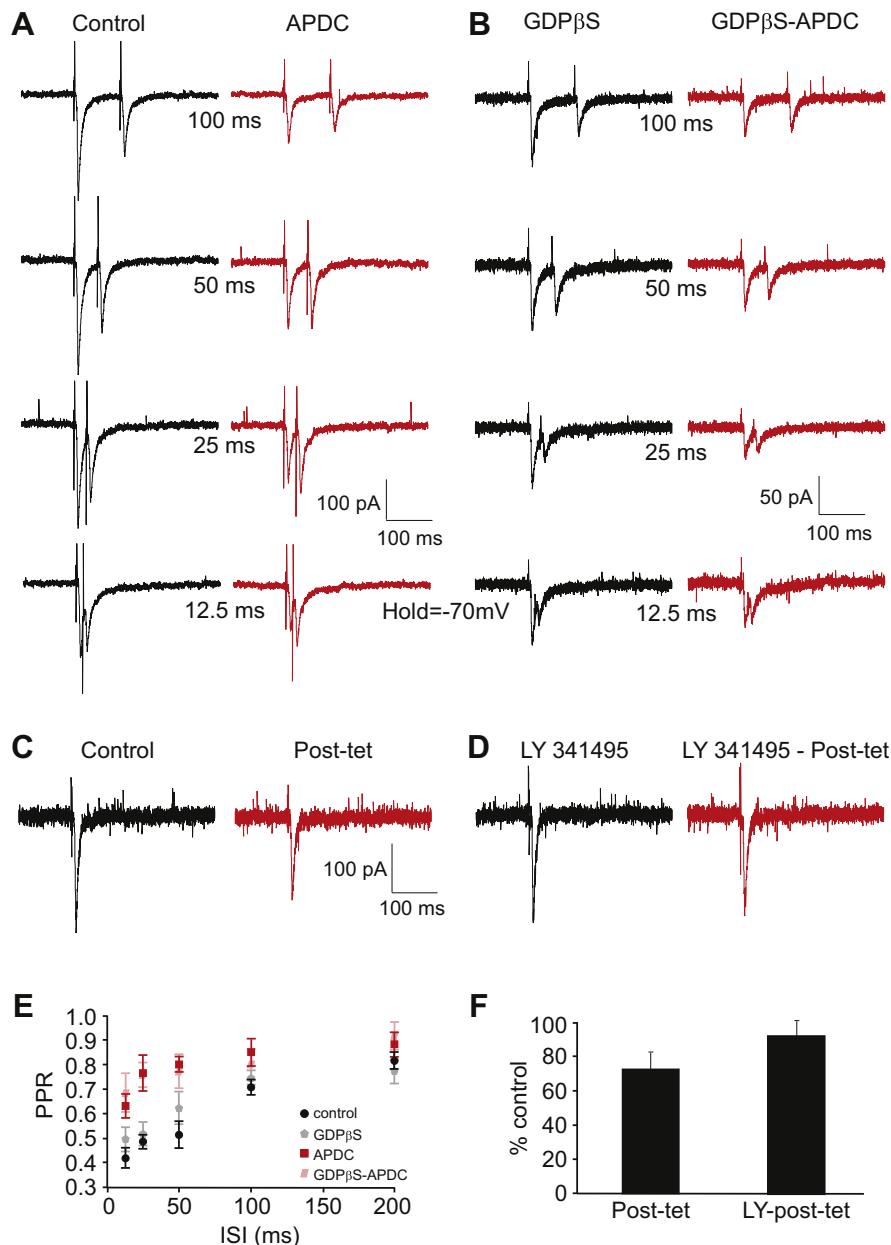 A
Control
APDC
B
GDPβS
GDPβS-APDC
100 ms
100 ms
50 ms
50 ms
25 ms
25 ms
100 pA
100 ms
50 pA
100 ms
12.5 ms
Hold=-70mV
12.5 ms
C
Control
Post-tet
D
LY 341495
LY 341495 - Post-tet
100 pA
100 ms
E
1.0
0.9
0.8
0.7
0.6
0.5
0.4
0.3
PPR
control
GDPβS
APDC
GDPβS-APDC
0
50
100
150
200
ISI (ms)
F
100
80
60
40
20
0
% control
Post-tet
LY-post-tet